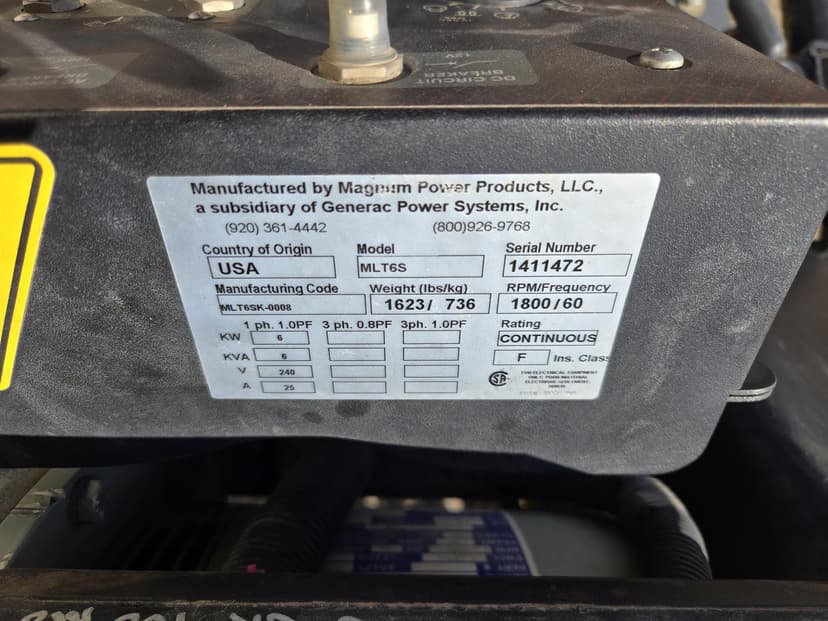 DC CIRCUIT
BREAKER
12V
Manufactured by Magnum Power Products, LLC.,
a subsidiary of Generac Power Systems, Inc.
(920) 361-4442 (800)926-9768
Country of Origin Model Serial Number
USA MLT6S 1411472
Manufacturing Code Weight (lbs/kg) RPM/Frequency
MLT6SK-0008 1623/ 736 1800/60
1 ph. 1.0PF 3 ph. 0.8PF 3ph. 1.0PF Rating
KW 6 CONTINUOUS
KVA 6 F Ins. Class
V 240
A 25